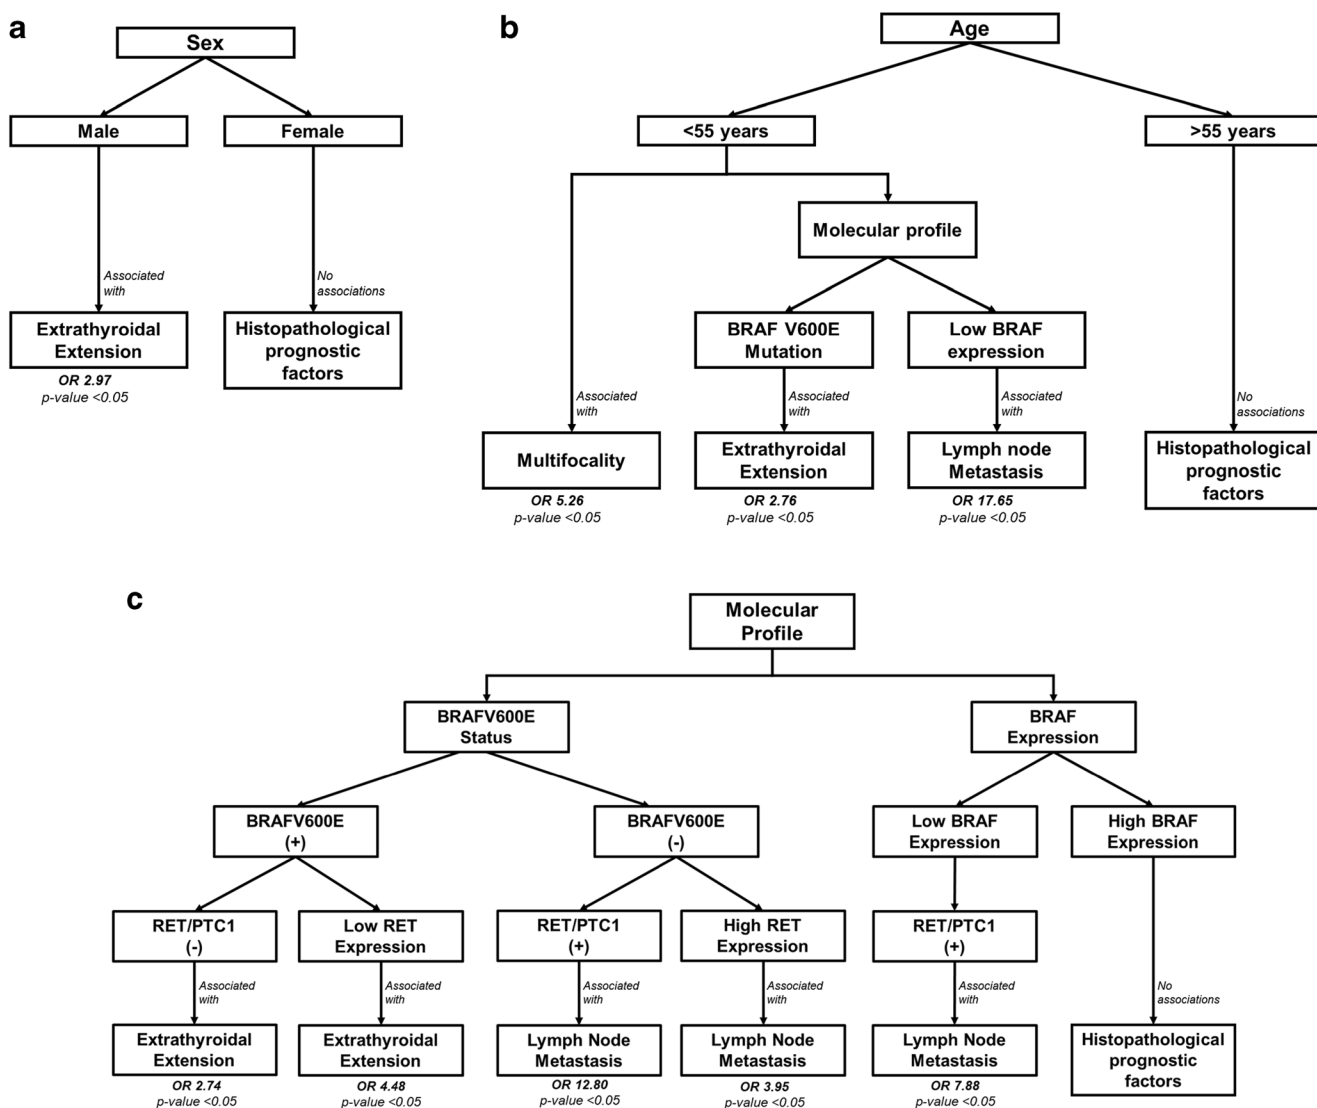 a
Sex
Male
Female
Associated
with
No
associations
Extrathyroidal
Extension
Histopathological
prognostic
factors
OR 2.97
p-value <0.05
b
Age
<55 years
>55 years
Molecular profile
BRAF V600E
Mutation
Low BRAF
expression
Associated
with
Associated
with
Associated
with
No
associations
Multifocality
Extrathyroidal
Extension
Lymph node
Metastasis
Histopathological
prognostic
factors
OR 5.26
p-value <0.05
OR 2.76
p-value <0.05
OR 17.65
p-value <0.05
c
Molecular
Profile
BRAFV600E
Status
BRAF
Expression
BRAFV600E
(+)
BRAFV600E
(-)
Low BRAF
Expression
High BRAF
Expression
RET/PTC1
(-)
Low RET
Expression
RET/PTC1
(+)
High RET
Expression
RET/PTC1
(+)
Associated
with
Associated
with
Associated
with
Associated
with
Associated
with
No
associations
Extrathyroidal
Extension
Extrathyroidal
Extension
Lymph Node
Metastasis
Lymph Node
Metastasis
Lymph Node
Metastasis
Histopathological
prognostic
factors
OR 2.74
p-value <0.05
OR 4.48
p-value <0.05
OR 12.80
p-value <0.05
OR 3.95
p-value <0.05
OR 7.88
p-value <0.05